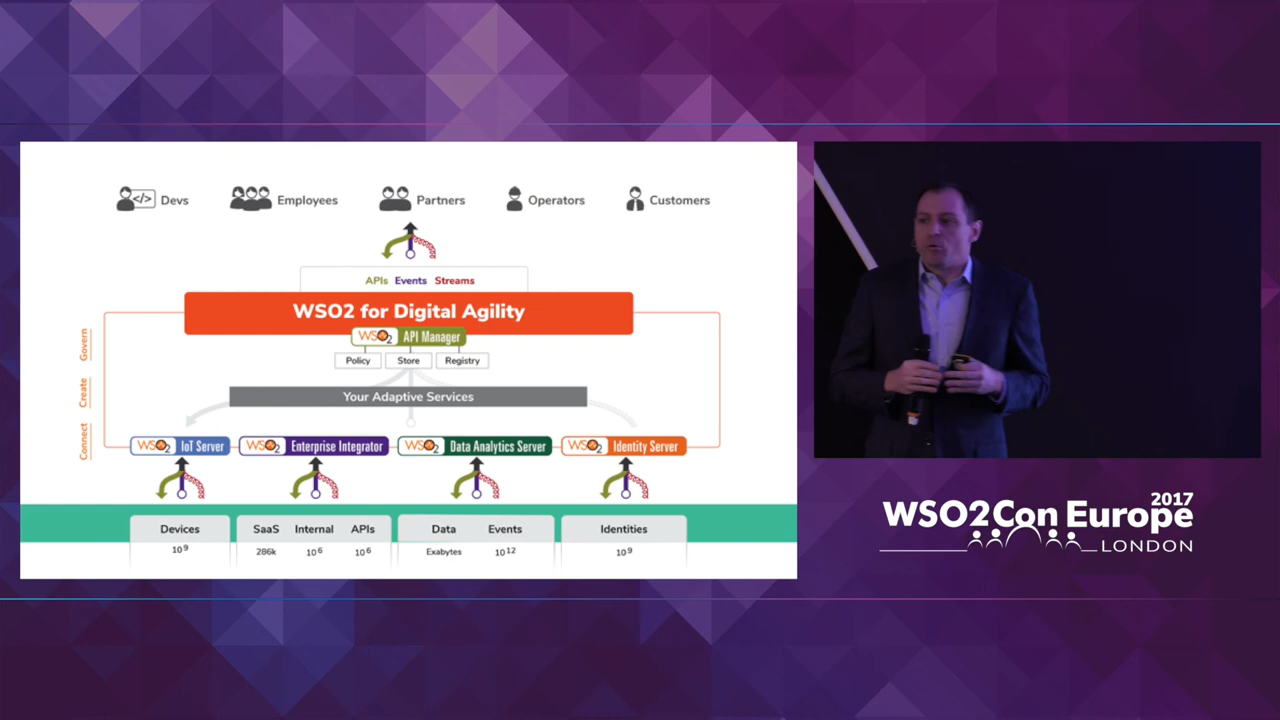 Devs Employees Partners Operators Customers
APIs Events Streams
WSO2 for Digital Agility
WSO2 API Manager
Policy Store Registry
Govern
Create
Connect
Your Adaptive Services
WSO2 IoT Server WSO2 Enterprise Integrator WSO2 Data Analytics Server WSO2 Identity Server
Devices SaaS Internal APIs Data Events Identities
10⁹ 286k 10⁶ 10⁶ Exabytes 10¹² 10⁹
2017
WSO2Con Europe
LONDON